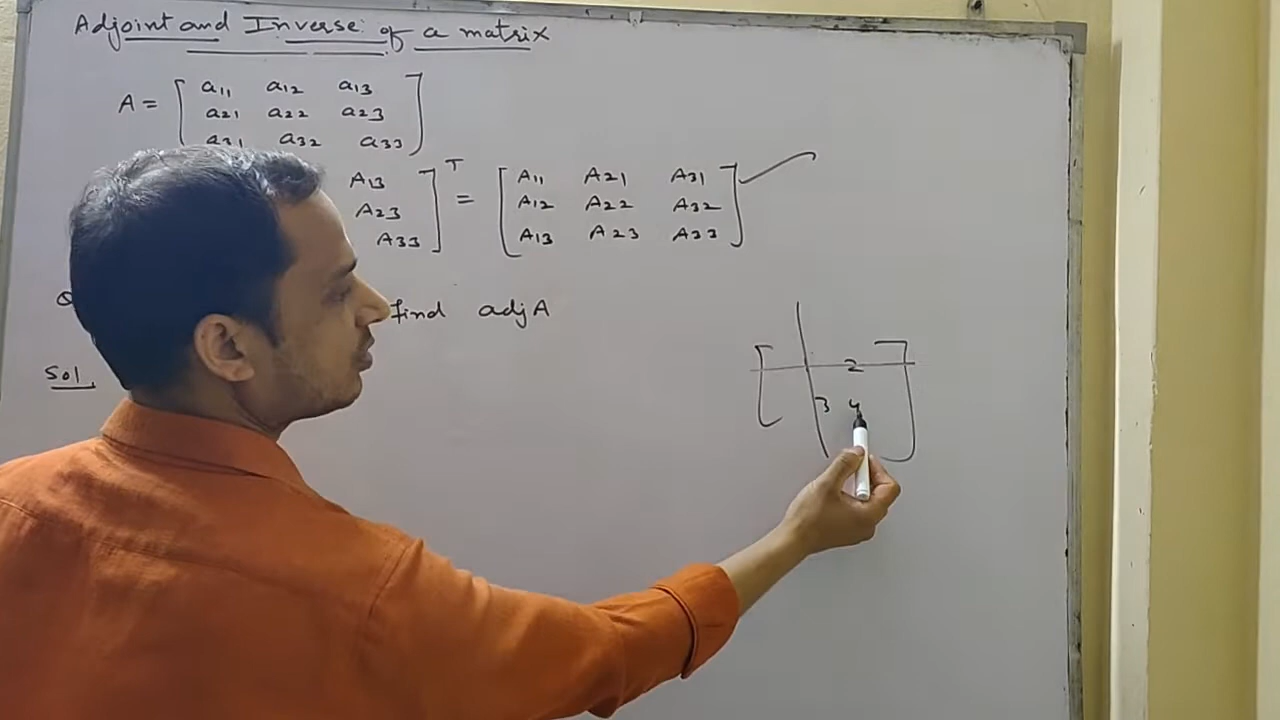 Adjoint and Inverse of a matrix
A = [ a11 a12 a13
a21 a22 a23
a31 a32 a33 ]
A13 ]T = [ A11 A21 A31
A23 A12 A22 A32
A33 ] A13 A23 A33 ]
find adj A
2
Sol.
3 4